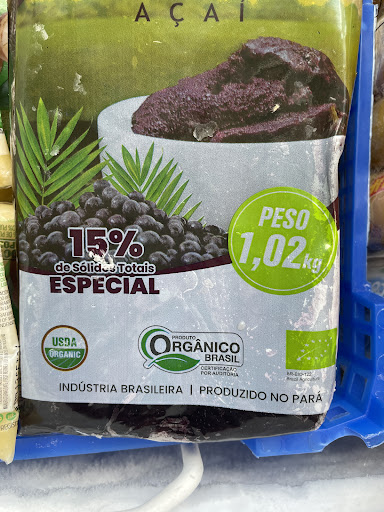 AÇAÍ
15%
de Sólidos Totais
ESPECIAL
PESO
1,02kg
USDA
ORGANIC
PRODUTO
ORGÂNICO
BRASIL
CERTIFICAÇÃO
POR AUDITORIA
INDÚSTRIA BRASILEIRA | PRODUZIDO NO PARÁ